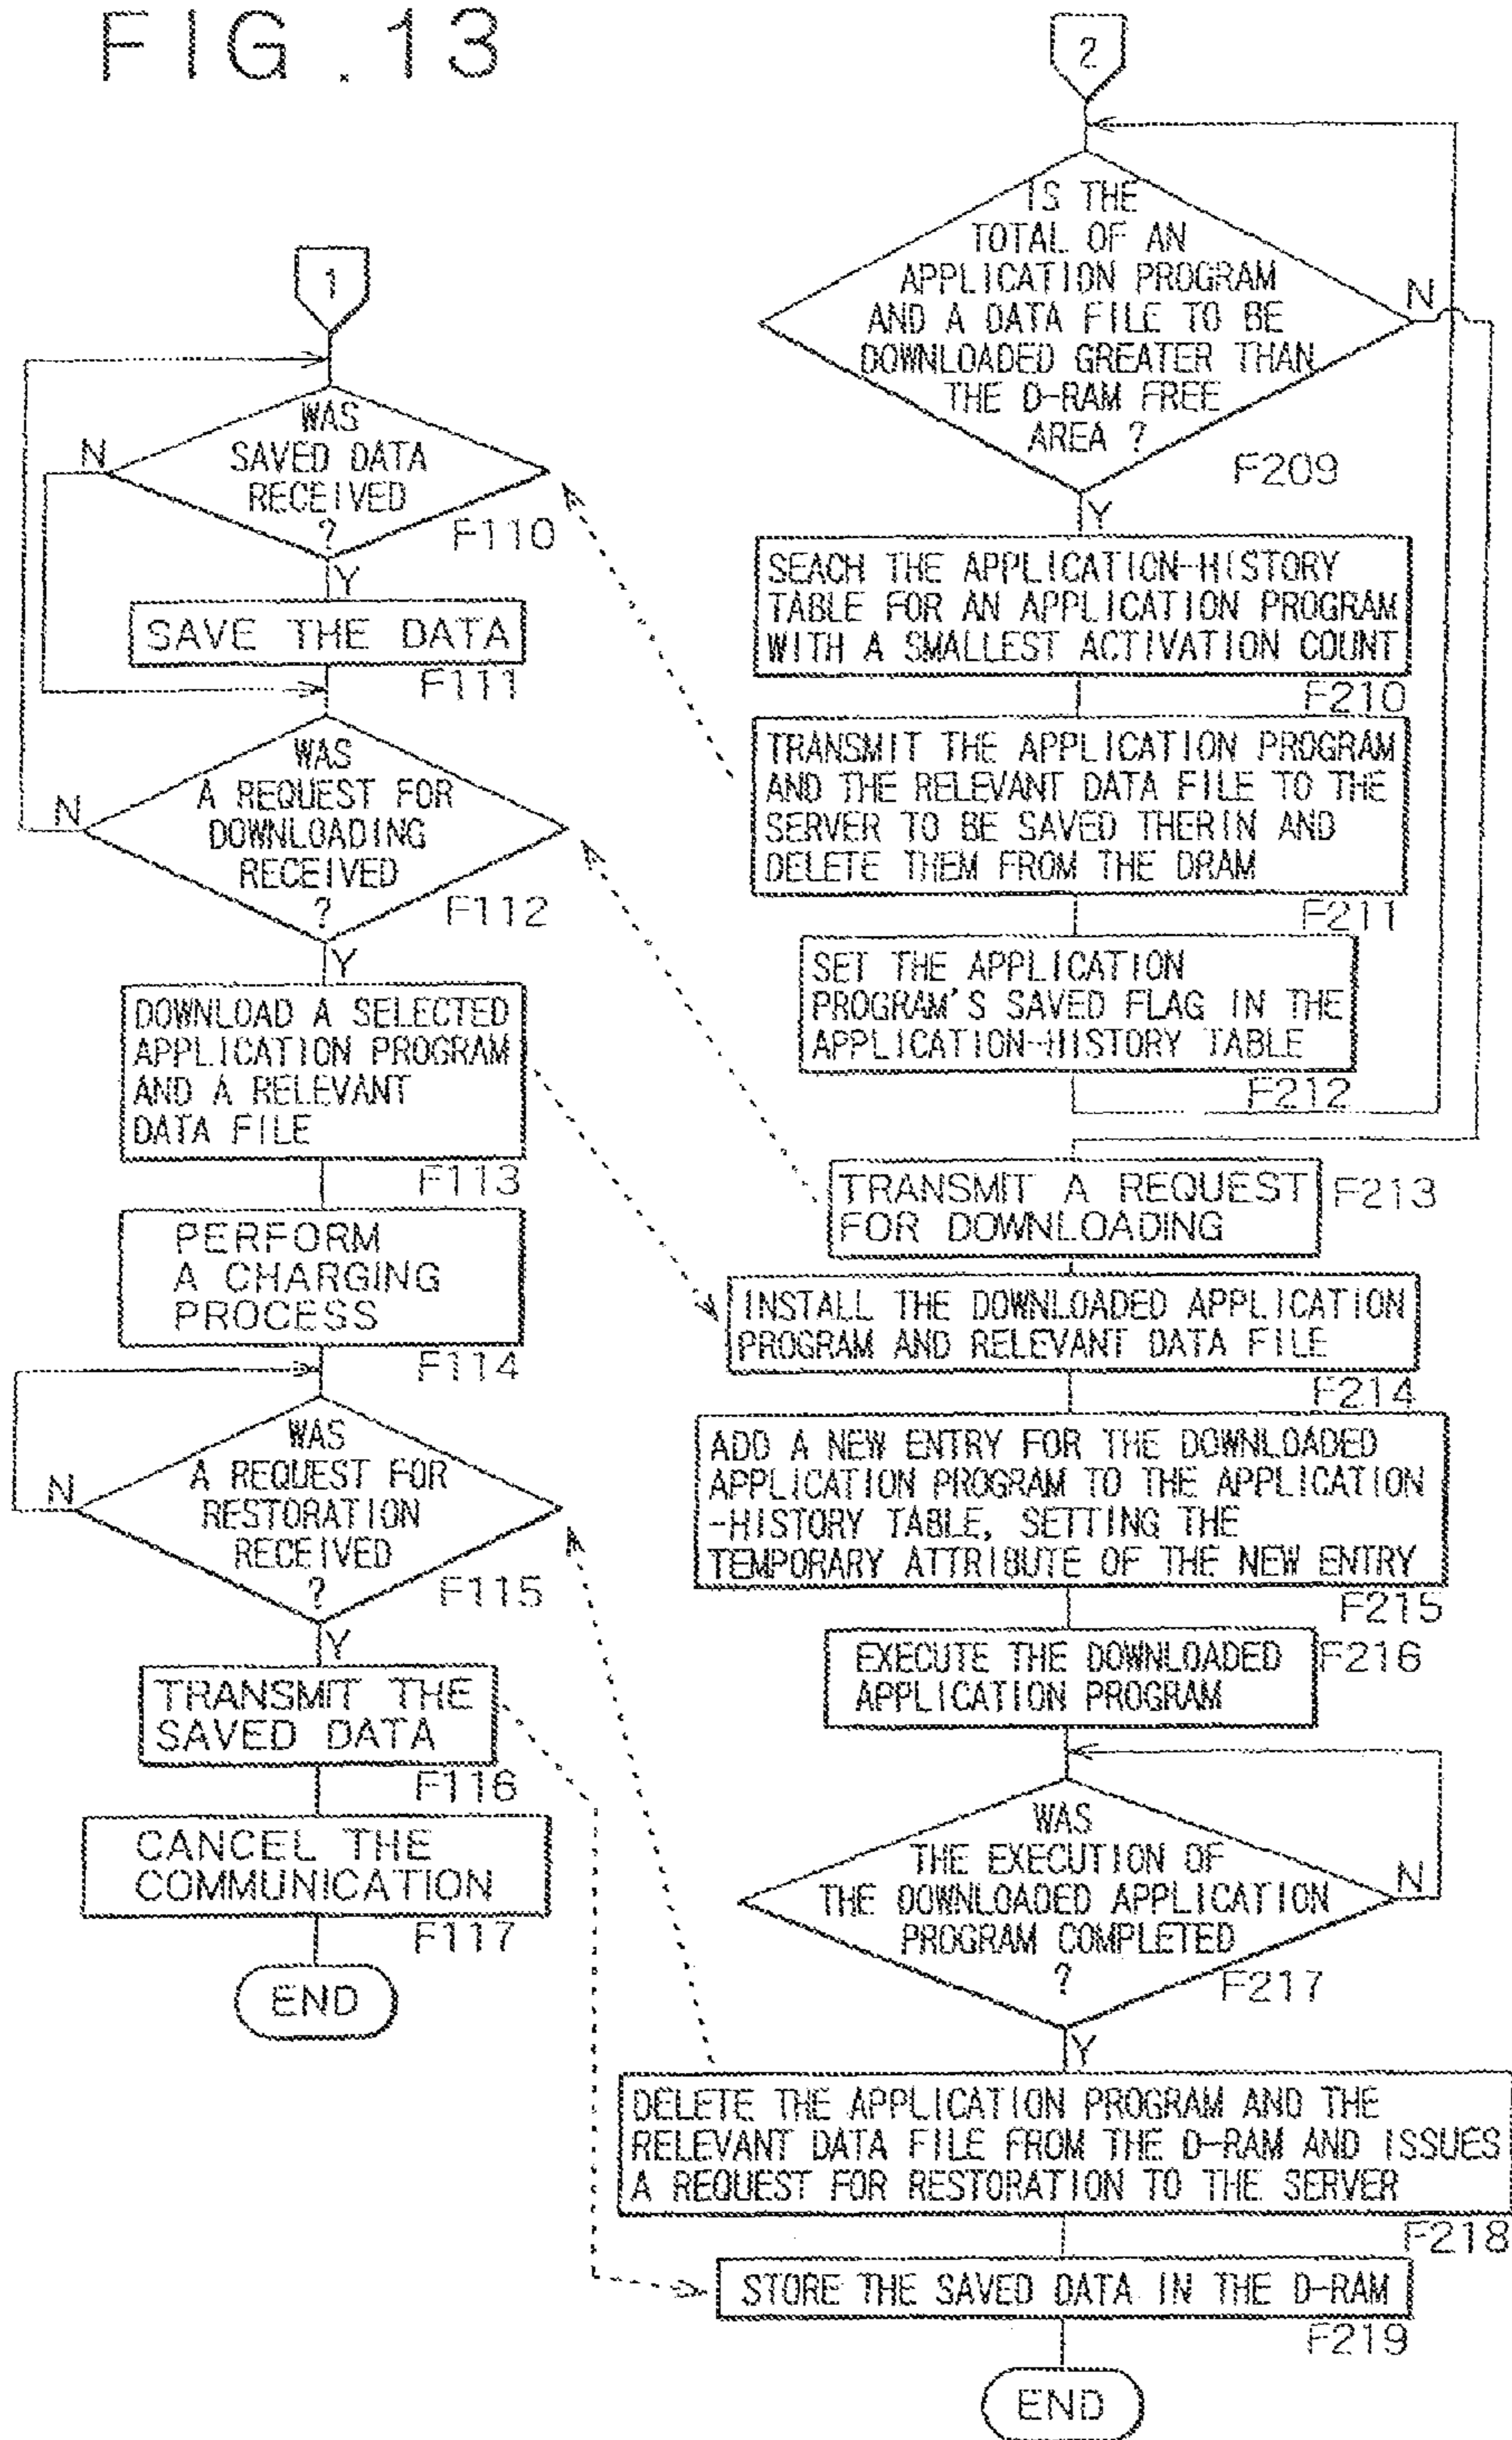 FIG.13
1
WAS
SAVED DATA
RECEIVED
?
N
F110
Y
SAVE THE DATA
F111
WAS
A REQUEST FOR
DOWNLOADING
RECEIVED
?
N
F112
Y
DOWNLOAD A SELECTED
APPLICATION PROGRAM
AND A RELEVANT
DATA FILE
F113
PERFORM
A CHARGING
PROCESS
F114
WAS
A REQUEST FOR
RESTORATION
RECEIVED
?
N
F115
Y
TRANSMIT THE
SAVED DATA
F116
CANCEL THE
COMMUNICATION
F117
END
2
IS THE
TOTAL OF AN
APPLICATION PROGRAM
AND A DATA FILE TO BE
DOWNLOADED GREATER THAN
THE D-RAM FREE
AREA ?
N
F209
Y
SEACH THE APPLICATION-HISTORY
TABLE FOR AN APPLICATION PROGRAM
WITH A SMALLEST ACTIVATION COUNT
F210
TRANSMIT THE APPLICATION PROGRAM
AND THE RELEVANT DATA FILE TO THE
SERVER TO BE SAVED THERIN AND
DELETE THEM FROM THE DRAM
F211
SET THE APPLICATION
PROGRAM'S SAVED FLAG IN THE
APPLICATION-HISTORY TABLE
F212
TRANSMIT A REQUEST
FOR DOWNLOADING
F213
INSTALL THE DOWNLOADED APPLICATION
PROGRAM AND RELEVANT DATA FILE
F214
ADD A NEW ENTRY FOR THE DOWNLOADED
APPLICATION PROGRAM TO THE APPLICATION
-HISTORY TABLE, SETTING THE
TEMPORARY ATTRIBUTE OF THE NEW ENTRY
F215
EXECUTE THE DOWNLOADED
APPLICATION PROGRAM
F216
WAS
THE EXECUTION OF
THE DOWNLOADED APPLICATION
PROGRAM COMPLETED
?
N
F217
Y
DELETE THE APPLICATION PROGRAM AND THE
RELEVANT DATA FILE FROM THE D-RAM AND ISSUES
A REQUEST FOR RESTORATION TO THE SERVER
F218
STORE THE SAVED DATA IN THE D-RAM
F219
END